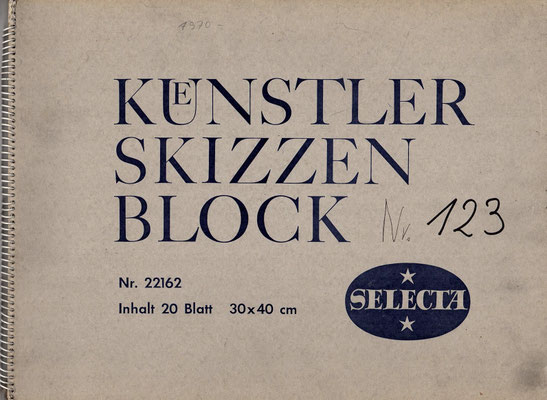 1970-
KUENSTLER
SKIZZEN
BLOCK Nr. 123
Nr. 22162
Inhalt 20 Blatt 30x40 cm
SELECTA